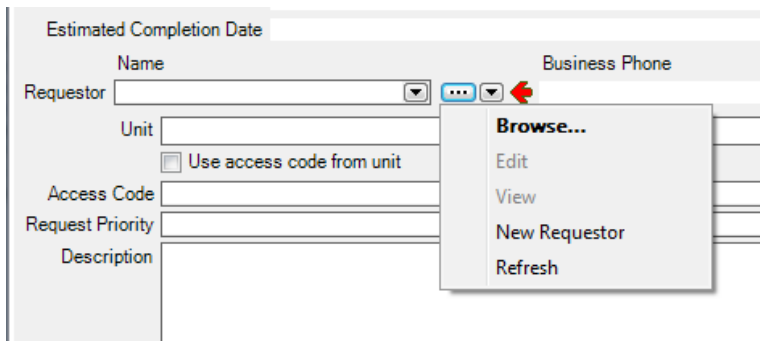 Estimated Completion Date
Name Business Phone
Requestor
Browse...
Unit
Use access code from unit
Edit
Access Code
View
Request Priority
New Requestor
Description
Refresh